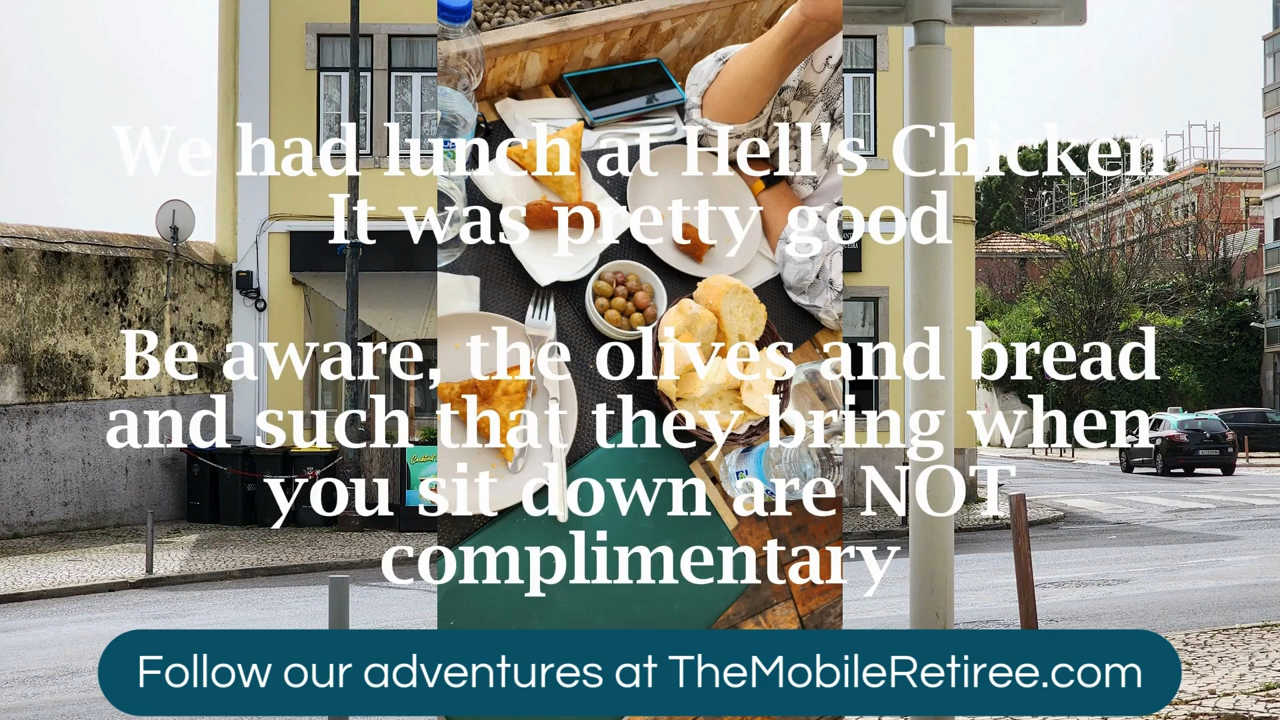 We had lunch at Hell's Chicken
It was pretty good
Be aware, the olives and bread
and such that they bring when
you sit down are NOT
complimentary
Follow our adventures at TheMobileRetiree.com